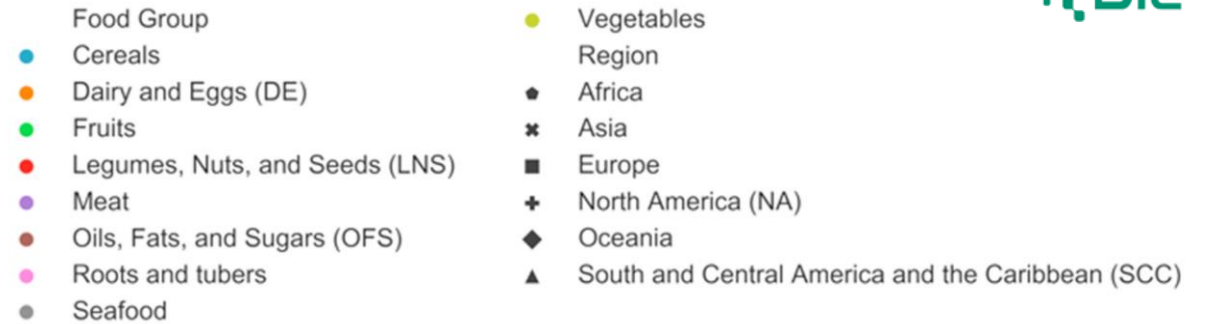 Food Group
Cereals
Dairy and Eggs (DE)
Fruits
Legumes, Nuts, and Seeds (LNS)
Meat
Oils, Fats, and Sugars (OFS)
Roots and tubers
Seafood
Vegetables
Region
Africa
Asia
Europe
North America (NA)
Oceania
South and Central America and the Caribbean (SCC)